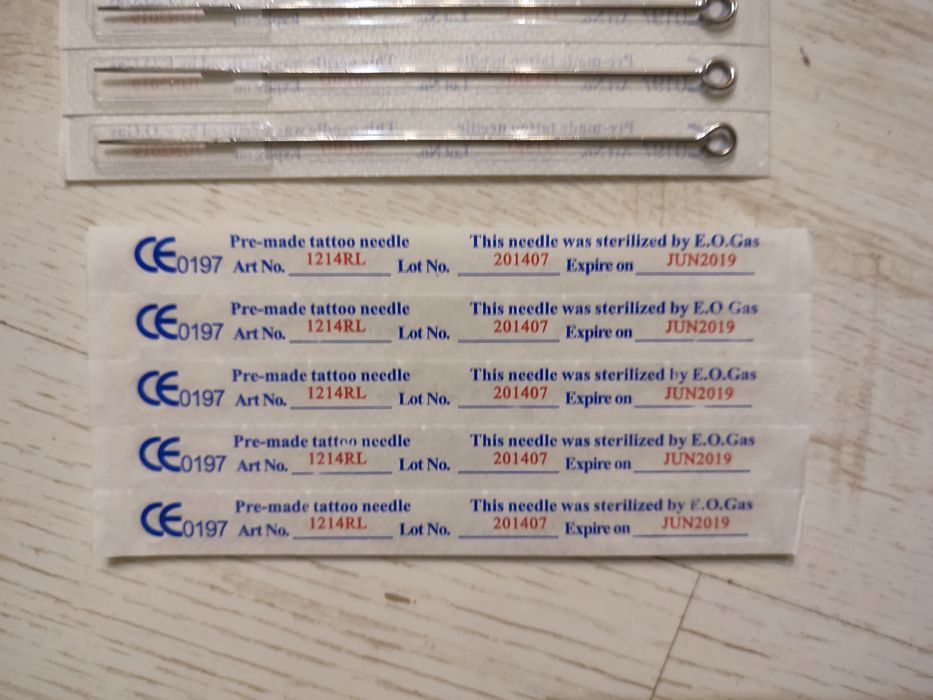 CE0197 Pre-made tattoo needle This needle was sterilized by E.O.Gas
Art No. 1214RL Lot No. 201407 Expire on JUN2019
CE0197 Pre-made tattoo needle This needle was sterilized by E.O Gas
Art No. 1214RL Lot No. 201407 Expire on JUN2019
CE0197 Pre-made tattoo needle This needle was sterilized by E.O.Gas
Art No. 1214RL Lot No. 201407 Expire on JUN2019
CE0197 Pre-made tattoo needle This needle was sterilized by E.O.Gas
Art No. 1214RL Lot No. 201407 Expire on JUN2019
CE0197 Pre-made tattoo needle This needle was sterilized by E.O.Gas
Art No. 1214RL Lot No. 201407 Expire on JUN2019